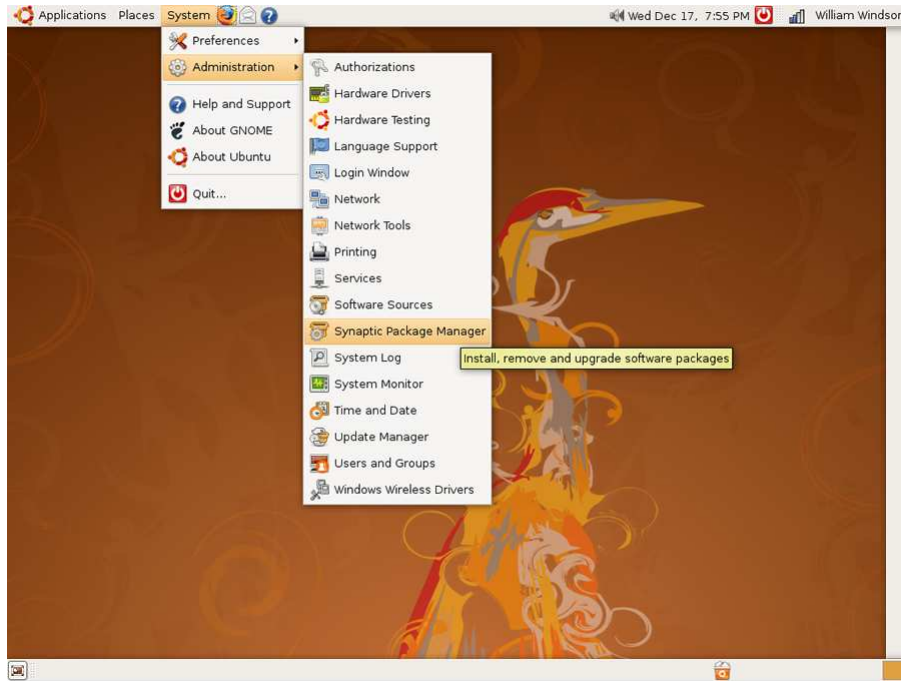 Applications Places System
Wed Dec 17, 7:55 PM
William Windsor
Preferences
Administration
Help and Support
About GNOME
About Ubuntu
Quit...
Authorizations
Hardware Drivers
Hardware Testing
Language Support
Login Window
Network
Network Tools
Printing
Services
Software Sources
Synaptic Package Manager
Install, remove and upgrade software packages
System Log
System Monitor
Time and Date
Update Manager
Users and Groups
Windows Wireless Drivers